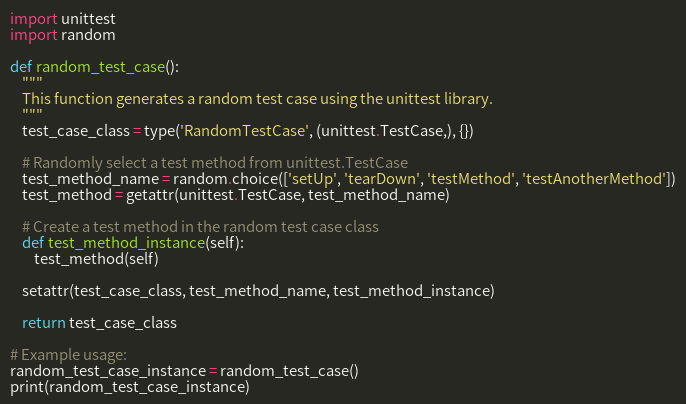 import unittest
import random

def random_test_case():
    """
    This function generates a random test case using the unittest library.
    """
    test_case_class = type('RandomTestCase', (unittest.TestCase,), {})

    # Randomly select a test method from unittest.TestCase
    test_method_name = random.choice(['setUp', 'tearDown', 'testMethod', 'testAnotherMethod'])
    test_method = getattr(unittest.TestCase, test_method_name)

    # Create a test method in the random test case class
    def test_method_instance(self):
        test_method(self)

    setattr(test_case_class, test_method_name, test_method_instance)

    return test_case_class

# Example usage:
random_test_case_instance = random_test_case()
print(random_test_case_instance)